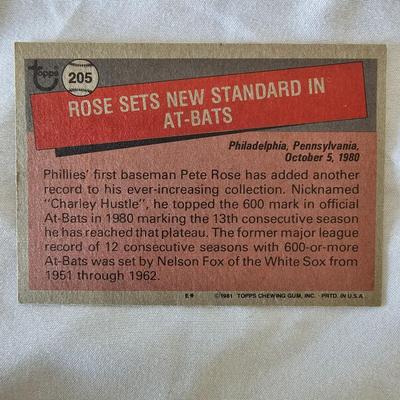 Topps
205
ROSE SETS NEW STANDARD IN
AT-BATS
Philadelphia, Pennsylvania,
October 5, 1980
Phillies' first baseman Pete Rose has added another
record to his ever-increasing collection. Nicknamed
"Charley Hustle", he topped the 600 mark in official
At-Bats in 1980 marking the 13th consecutive season
he has reached that plateau. The former major league
record of 12 consecutive seasons with 600-or-more
At-Bats was set by Nelson Fox of the White Sox from
1951 through 1962.
E* ©1981 TOPPS CHEWING GUM, INC. PRTD. IN U.S.A.